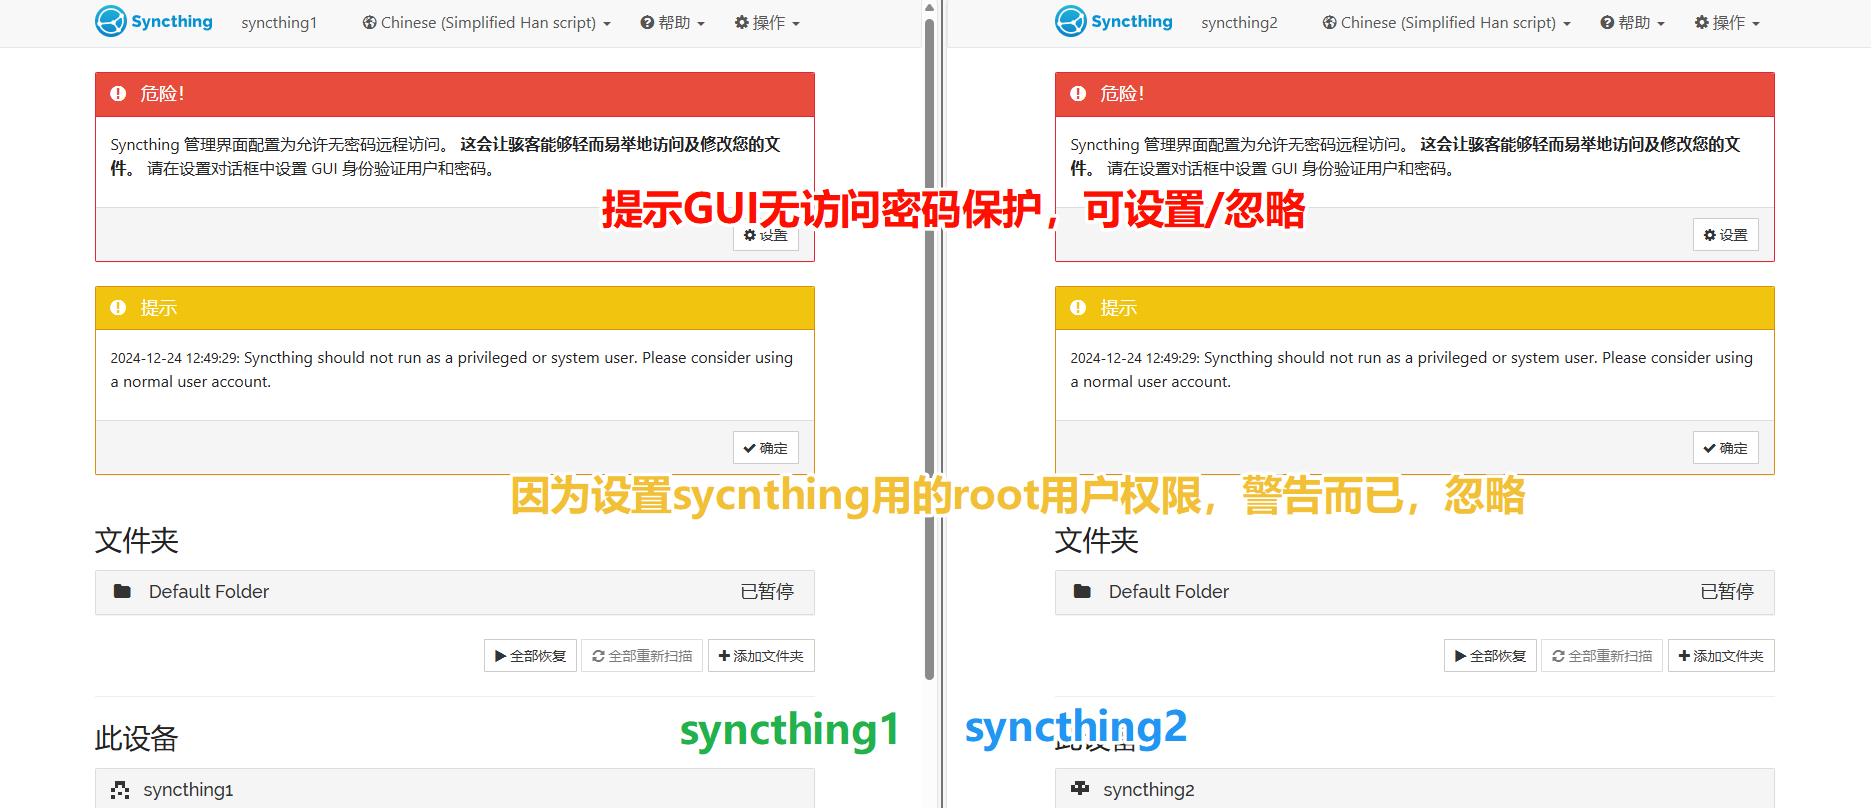 Syncthing syncthing1 Chinese (Simplified Han script) 帮助 操作
危险！
Syncthing 管理界面配置为允许无密码远程访问。 这会让骇客能够轻而易举地访问及修改您的文
件。 请在设置对话框中设置 GUI 身份验证用户和密码。
设置
提示
2024-12-24 12:49:29: Syncthing should not run as a privileged or system user. Please consider using
a normal user account.
确定
文件夹
Default Folder 已暂停
全部恢复 全部重新扫描 添加文件夹
此设备
syncthing1
syncthing1
Syncthing syncthing2 Chinese (Simplified Han script) 帮助 操作
危险！
Syncthing 管理界面配置为允许无密码远程访问。 这会让骇客能够轻而易举地访问及修改您的文
件。 请在设置对话框中设置 GUI 身份验证用户和密码。
设置
提示
2024-12-24 12:49:29: Syncthing should not run as a privileged or system user. Please consider using
a normal user account.
确定
文件夹
Default Folder 已暂停
全部恢复 全部重新扫描 添加文件夹
syncthing2
此设备
syncthing2
提示GUI无访问密码保护，可设置/忽略
因为设置sycnthing用的root用户权限，警告而已，忽略